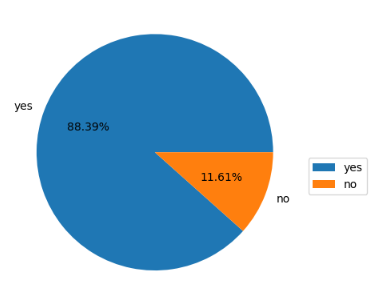 yes
88.39%
yes
no
11.61%
no